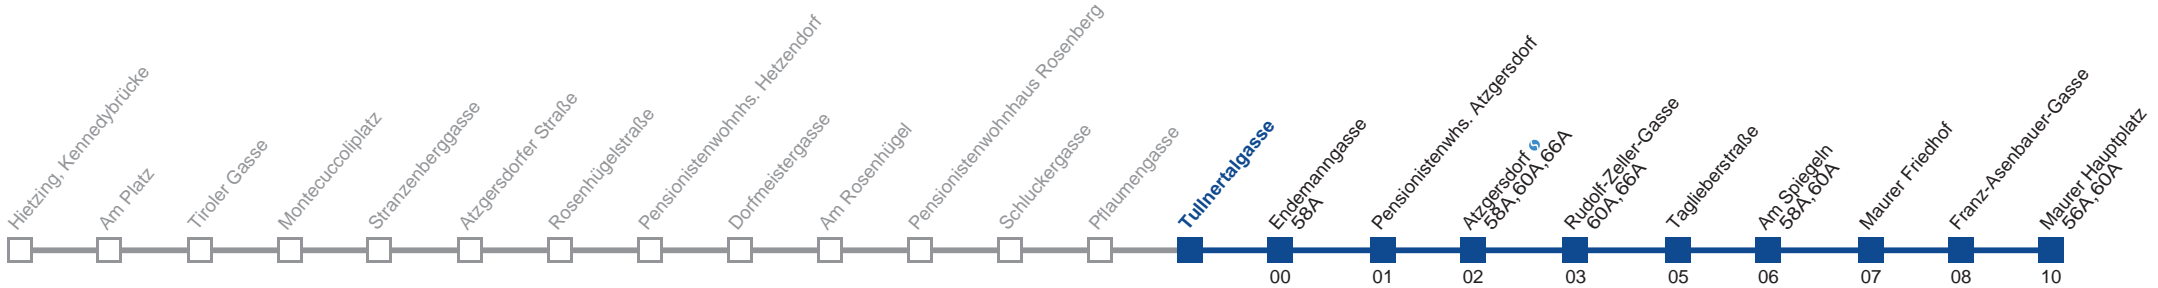 Hietzing, Kennedybrücke
Am Platz
Tiroler Gasse
Montecuccoliplatz
Stranzenberggasse
Atzgersdorfer Straße
Rosenhügelstraße
Pensionistenwohnhs. Hetzendorf
Dorfmeistergasse
Am Rosenhügel
Pensionistenwohnhaus Rosenberg
Schluckergasse
Pflaumengasse
Tullnertalgasse
Endemanngasse
58A
Pensionistenwhs. Atzgersdorf
Atzgersdorf
58A,60A,66A
Rudolf-Zeller-Gasse
60A,66A
Taglieberstraße
Am Spiegeln
58A,60A
Maurer Friedhof
Franz-Asenbauer-Gasse
Maurer Hauptplatz
56A,60A
00 01 02 03 05 06 07 08 10